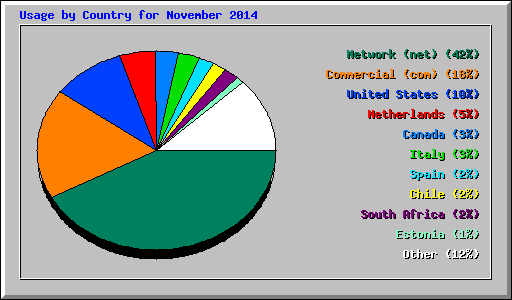 Usage by Country for November 2014
Network (net) (42%)
Commercial (com) (18%)
United States (10%)
Netherlands (5%)
Canada (3%)
Italy (3%)
Spain (2%)
Chile (2%)
South Africa (2%)
Estonia (1%)
Other (12%)